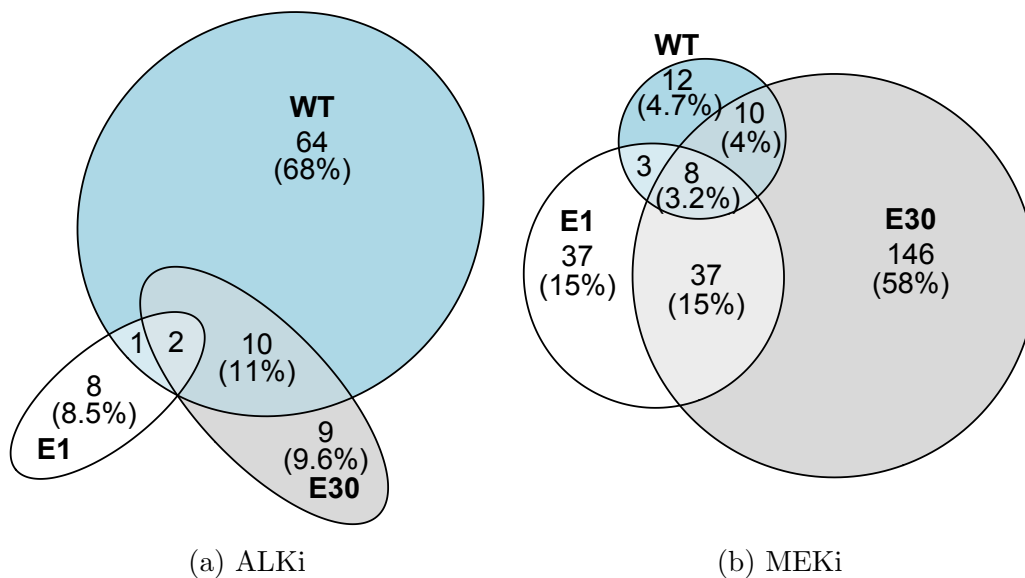 WT
64
(68%)
1
2
10
(11%)
8
(8.5%)
E1
9
(9.6%)
E30
(a) ALKi
WT
12
(4.7%)
10
(4%)
3
8
(3.2%)
E1
37
(15%)
37
(15%)
E30
146
(58%)
(b) MEKi